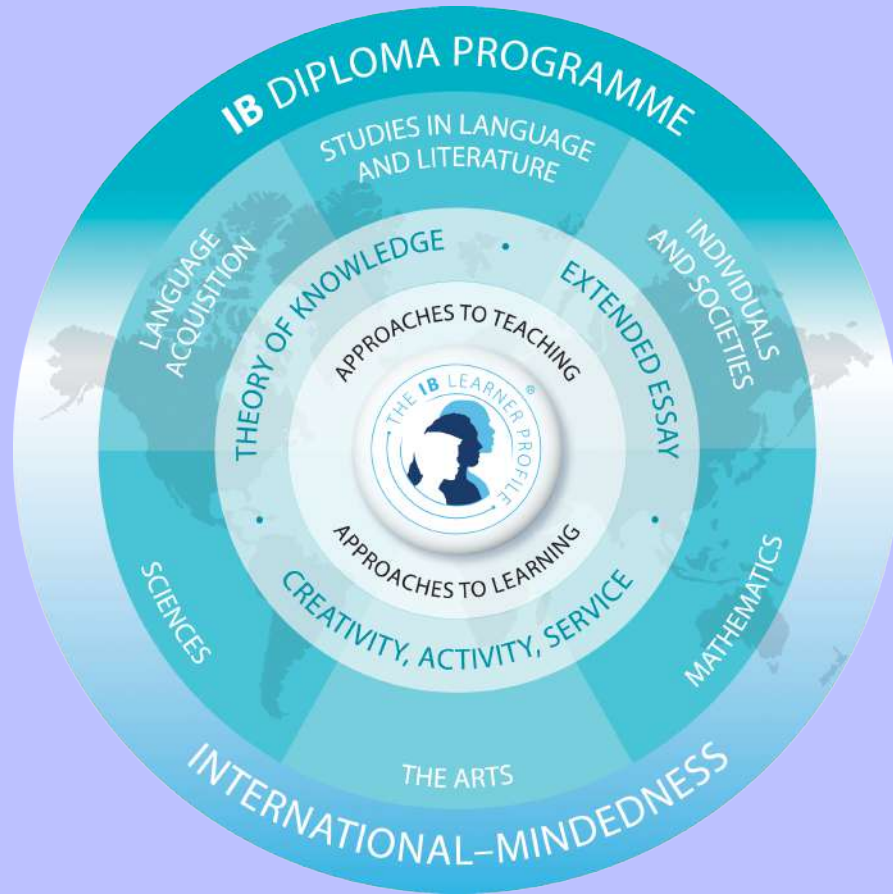 IB DIPLOMA PROGRAMME
STUDIES IN LANGUAGE
AND LITERATURE
LANGUAGE
ACQUISITION
INDIVIDUALS
AND SOCIETIES
THEORY OF KNOWLEDGE
•
EXTENDED ESSAY
APPROACHES TO TEACHING
THE IB LEARNER PROFILE®
APPROACHES TO LEARNING
•
CREATIVITY, ACTIVITY, SERVICE
•
SCIENCES
MATHEMATICS
THE ARTS
INTERNATIONAL–MINDEDNESS